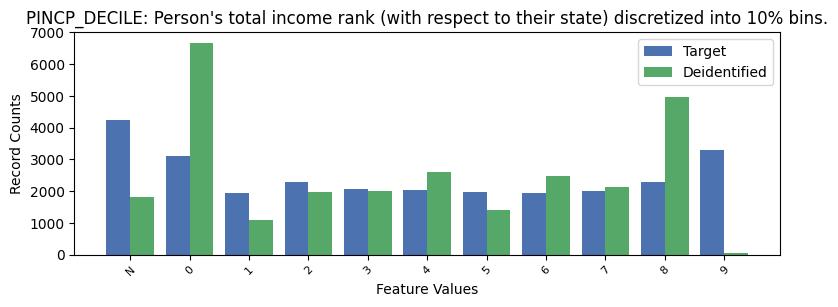 PINCP_DECILE: Person's total income rank (with respect to their state) discretized into 10% bins.
7000
6000
5000
4000
3000
2000
1000
0
Record Counts
Target
Deidentified
N 0 1 2 3 4 5 6 7 8 9
Feature Values